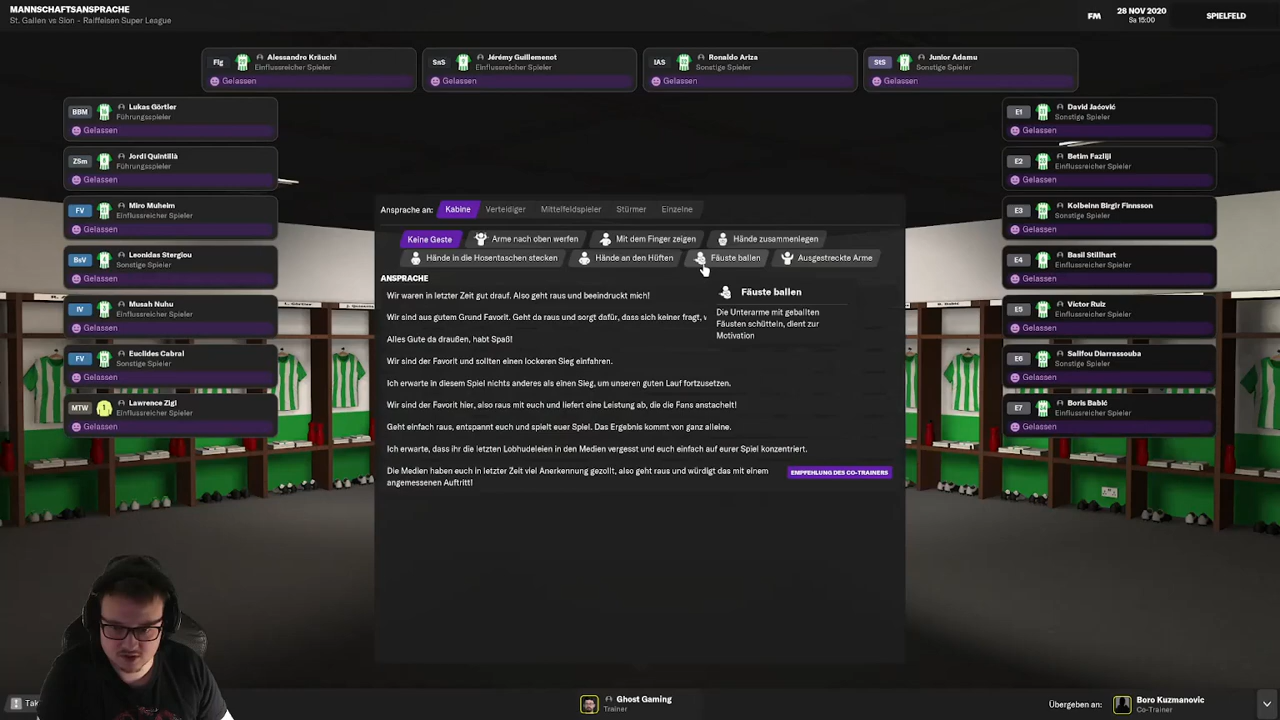 MANNSCHAFTSANSPRACHE
St. Gallen vs Sion - Raiffeisen Super League
FM
28 NOV 2020
Sa 15:00
SPIELFELD
Flg
Alessandro Kräuchi
Einflussreicher Spieler
Gelassen
SnS
Jérémy Guillemenot
Einflussreicher Spieler
Gelassen
IAS
Ronaldo Ariza
Sonstige Spieler
Gelassen
StS
Junior Adamu
Sonstige Spieler
Gelassen
BBM
Lukas Görtler
Führungsspieler
Gelassen
ZSm
Jordi Quintillà
Führungsspieler
Gelassen
FV
Miro Muheim
Einflussreicher Spieler
Gelassen
BsV
Leonidas Stergiou
Sonstige Spieler
Gelassen
IV
Musah Nuhu
Einflussreicher Spieler
Gelassen
FV
Euclides Cabral
Sonstige Spieler
Gelassen
MTW
1
Lawrence Zigi
Einflussreicher Spieler
Gelassen
Ansprache an:
Kabine
Verteidiger
Mittelfeldspieler
Stürmer
Einzelne
Keine Geste
Arme nach oben werfen
Mit dem Finger zeigen
Hände zusammenlegen
Hände in die Hosentaschen stecken
Hände an den Hüften
Fäuste ballen
Ausgestreckte Arme
ANSPRACHE
Wir waren in letzter Zeit gut drauf. Also geht raus und beeindruckt mich!
Wir sind aus gutem Grund Favorit. Geht da raus und sorgt dafür, dass sich keiner fragt,
Alles Gute da draußen, habt Spaß!
Wir sind der Favorit und sollten einen lockeren Sieg einfahren.
Ich erwarte in diesem Spiel nichts anderes als einen Sieg, um unseren guten Lauf fortzusetzen.
Wir sind der Favorit hier, also raus mit euch und liefert eine Leistung ab, die die Fans anstachelt!
Geht einfach raus, entspannt euch und spielt euer Spiel. Das Ergebnis kommt von ganz alleine.
Ich erwarte, dass ihr die letzten Lobhudeleien in den Medien vergesst und euch einfach auf eurer Spiel konzentriert.
Die Medien haben euch in letzter Zeit viel Anerkennung gezollt, also geht raus und würdigt das mit einem
angemessenen Auftritt!
EMPFEHLUNG DES CO-TRAINERS
Fäuste ballen
Die Unterarme mit geballten
Fäusten schütteln, dient zur
Motivation
E1
David Jaćović
Sonstige Spieler
Gelassen
E2
Betim Fazliji
Einflussreicher Spieler
Gelassen
E3
Kolbeinn Birgir Finnsson
Sonstige Spieler
Gelassen
E4
Basil Stillhart
Einflussreicher Spieler
Gelassen
E5
Víctor Ruiz
Einflussreicher Spieler
Gelassen
E6
Salifou Diarrassouba
Sonstige Spieler
Gelassen
E7
Boris Babić
Einflussreicher Spieler
Gelassen
Tak
Ghost Gaming
Trainer
Übergeben an:
Boro Kuzmanovic
Co-Trainer